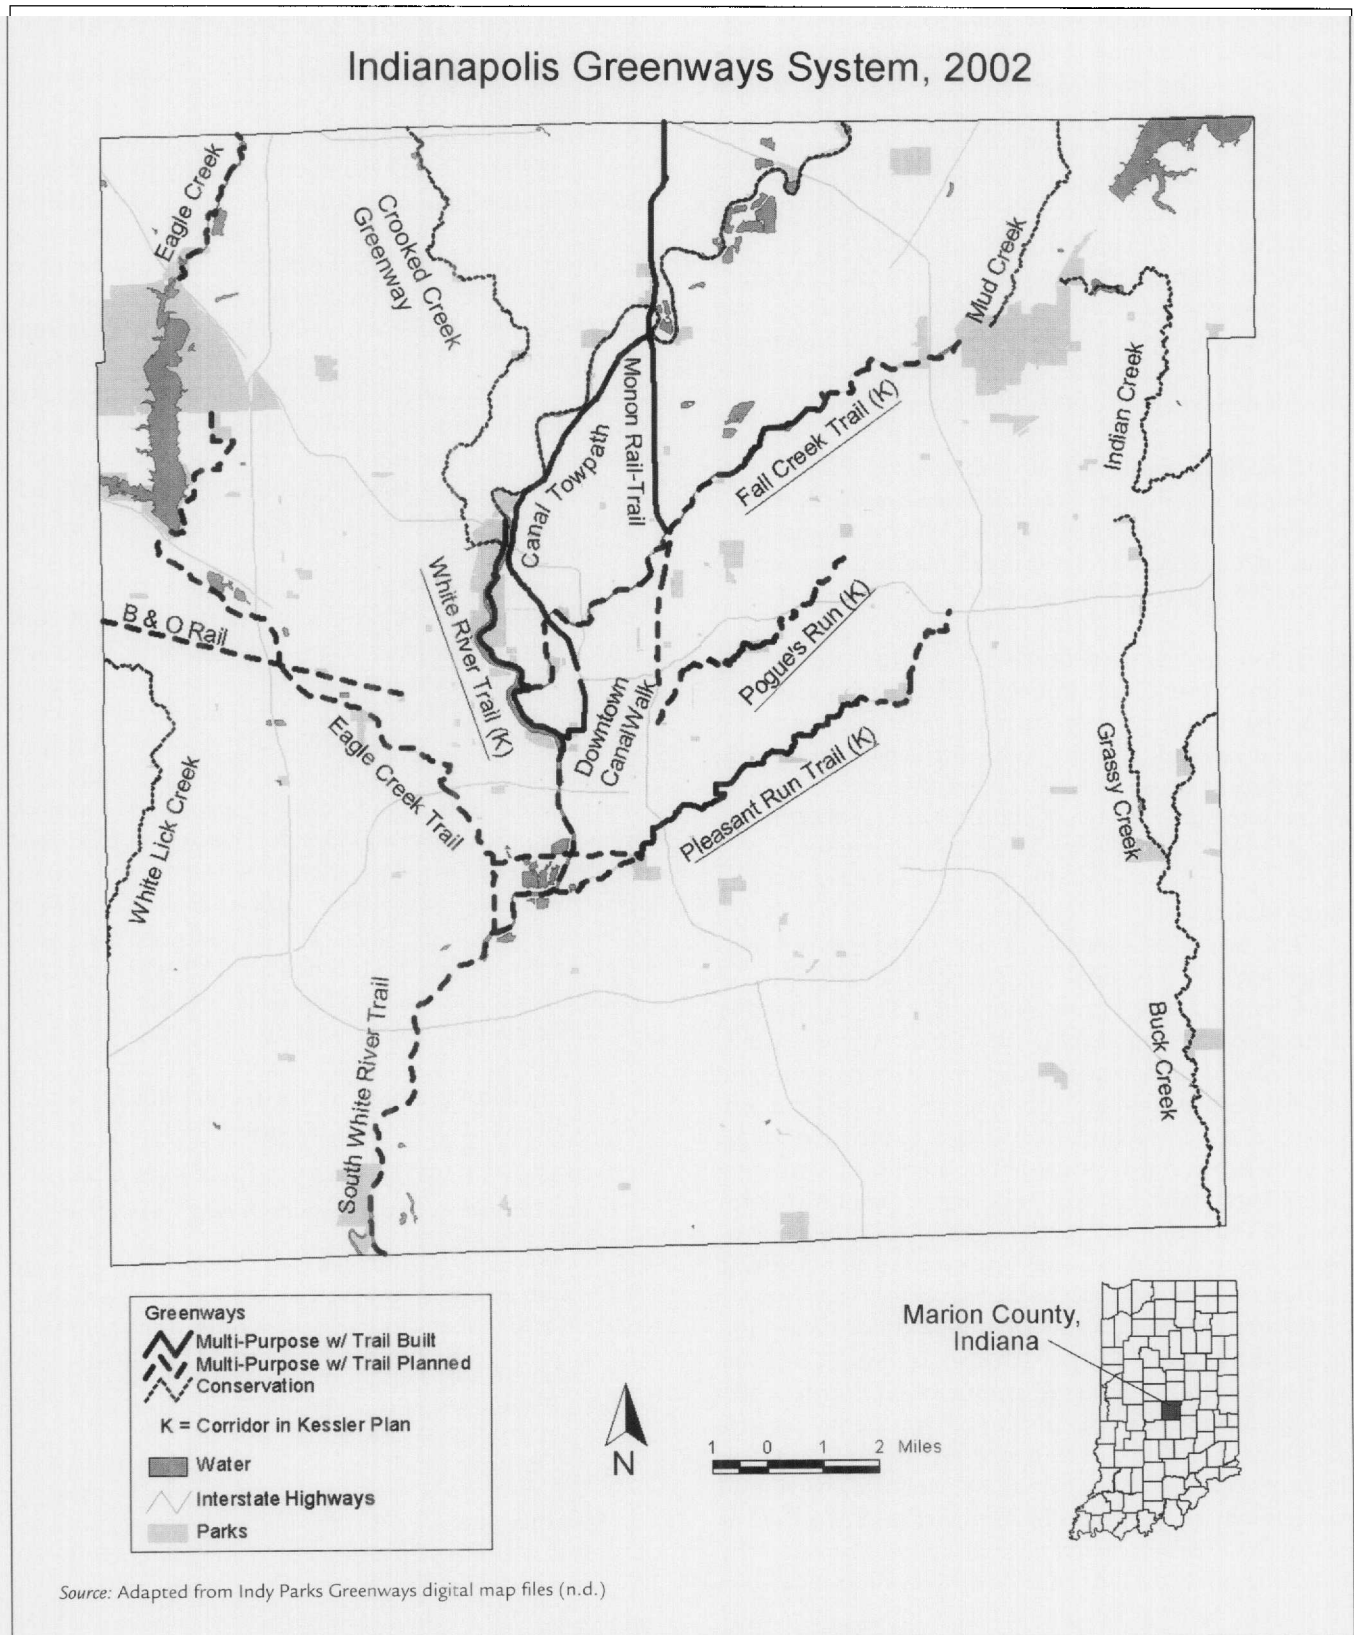 Indianapolis Greenways System, 2002
Eagle Creek
Crooked Creek
Greenway
Mud Creek
Indian Creek
Monon Rail-Trail
Canal Towpath
Fall Creek Trail (K)
White River Trail (K)
B & O Rail
Pogue's Run (K)
Downtown
CanalWalk
Eagle Creek Trail
Pleasant Run Trail (K)
White Lick Creek
Grassy Creek
South White River Trail
Buck Creek
Greenways
Multi-Purpose w/ Trail Built
Multi-Purpose w/ Trail Planned
Conservation
K = Corridor in Kessler Plan
Water
Interstate Highways
Parks
N
1 0 1 2 Miles
Marion County,
Indiana
Source: Adapted from Indy Parks Greenways digital map files (n.d.)